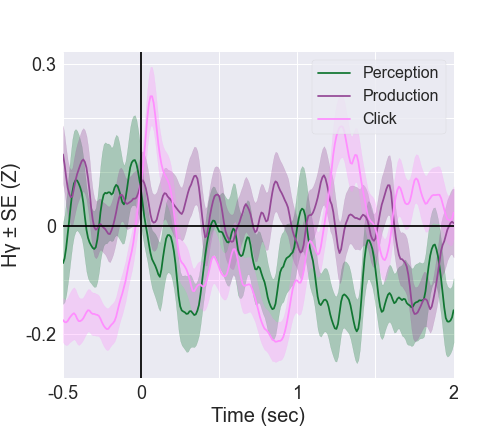 0.3
0
-0.2
-0.5
0
1
2
Hγ ± SE (Z)
Time (sec)
Perception
Production
Click